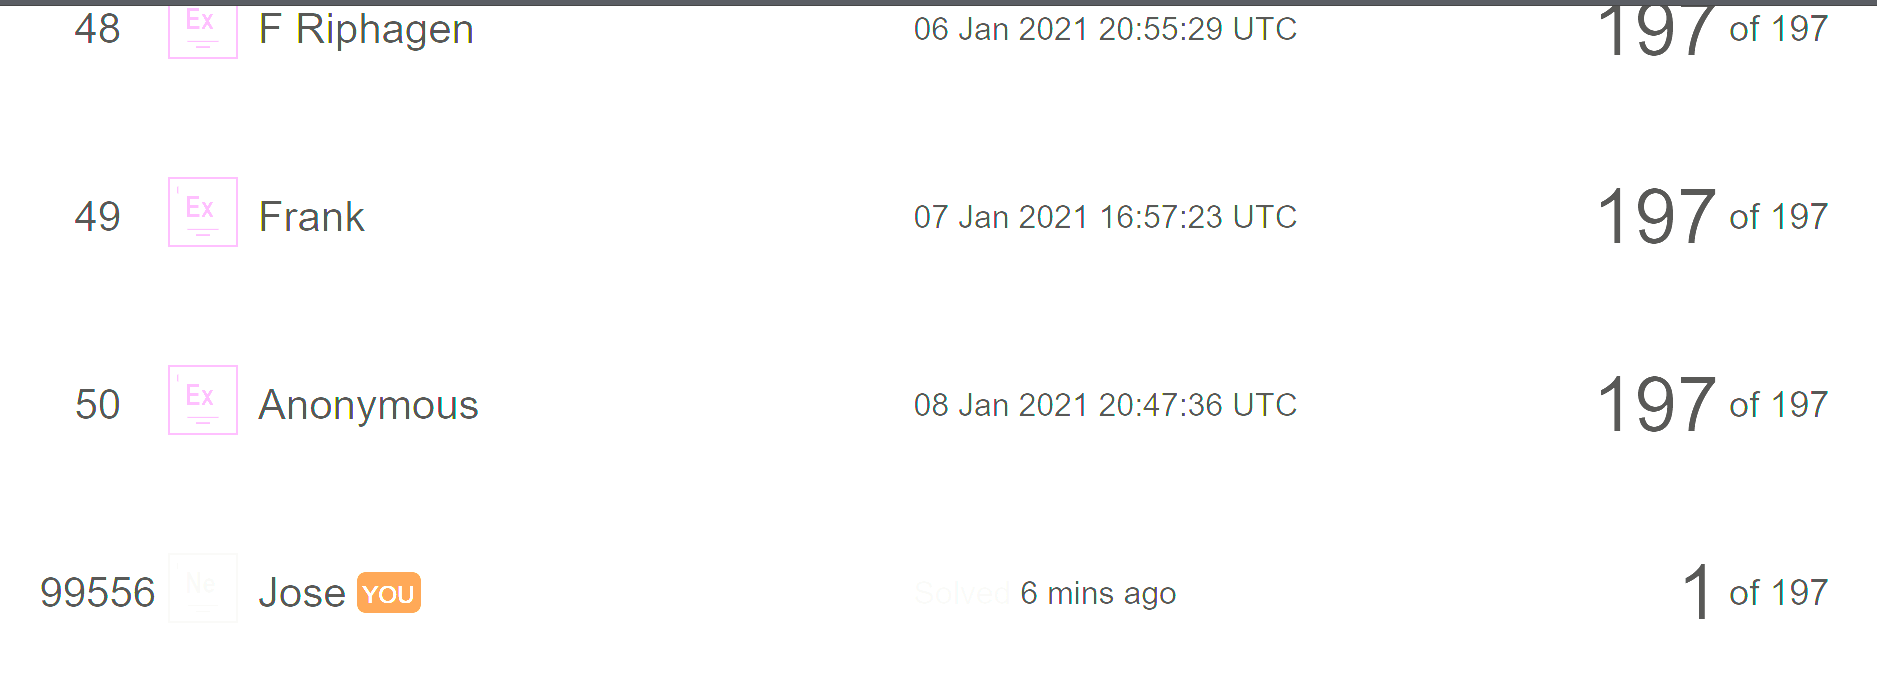 48 Ex F Riphagen 06 Jan 2021 20:55:29 UTC 197 of 197
49 Ex Frank 07 Jan 2021 16:57:23 UTC 197 of 197
50 Ex Anonymous 08 Jan 2021 20:47:36 UTC 197 of 197
99556 Ne Jose YOU Solved 6 mins ago 1 of 197